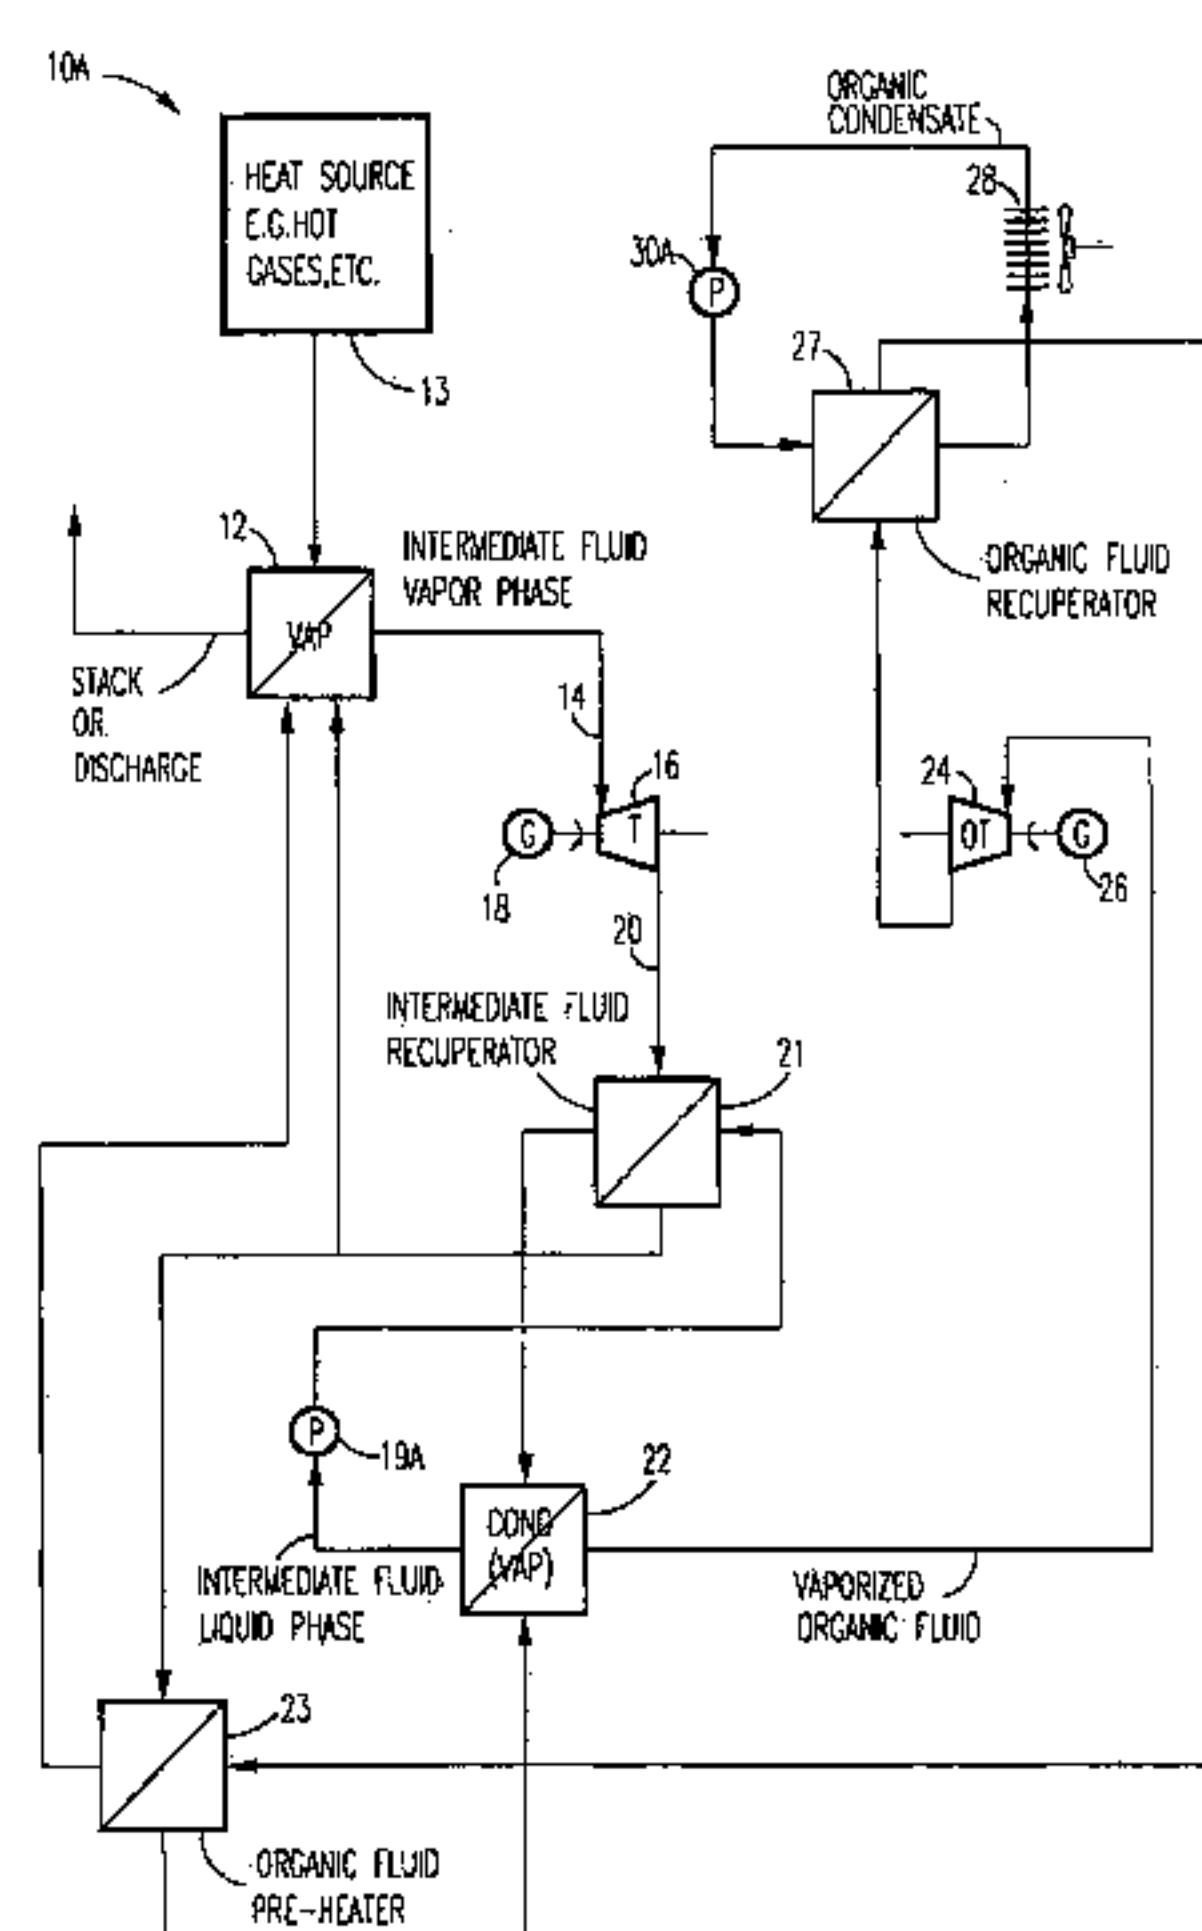 10A
HEAT SOURCE
E.G.HOT
GASES,ETC.
13
ORGANIC
CONDENSATE
28
30A
P
27
ORGANIC FLUID
RECUPERATOR
12
VAP
INTERMEDIATE FLUID
VAPOR PHASE
STACK
OR
DISCHARGE
14
16
T
G
18
20
24
OT
G
26
INTERMEDIATE FLUID
RECUPERATOR
21
P
19A
22
COND
(VAP)
INTERMEDIATE FLUID
LIQUID PHASE
VAPORIZED
ORGANIC FLUID
23
ORGANIC FLUID
PRE-HEATER